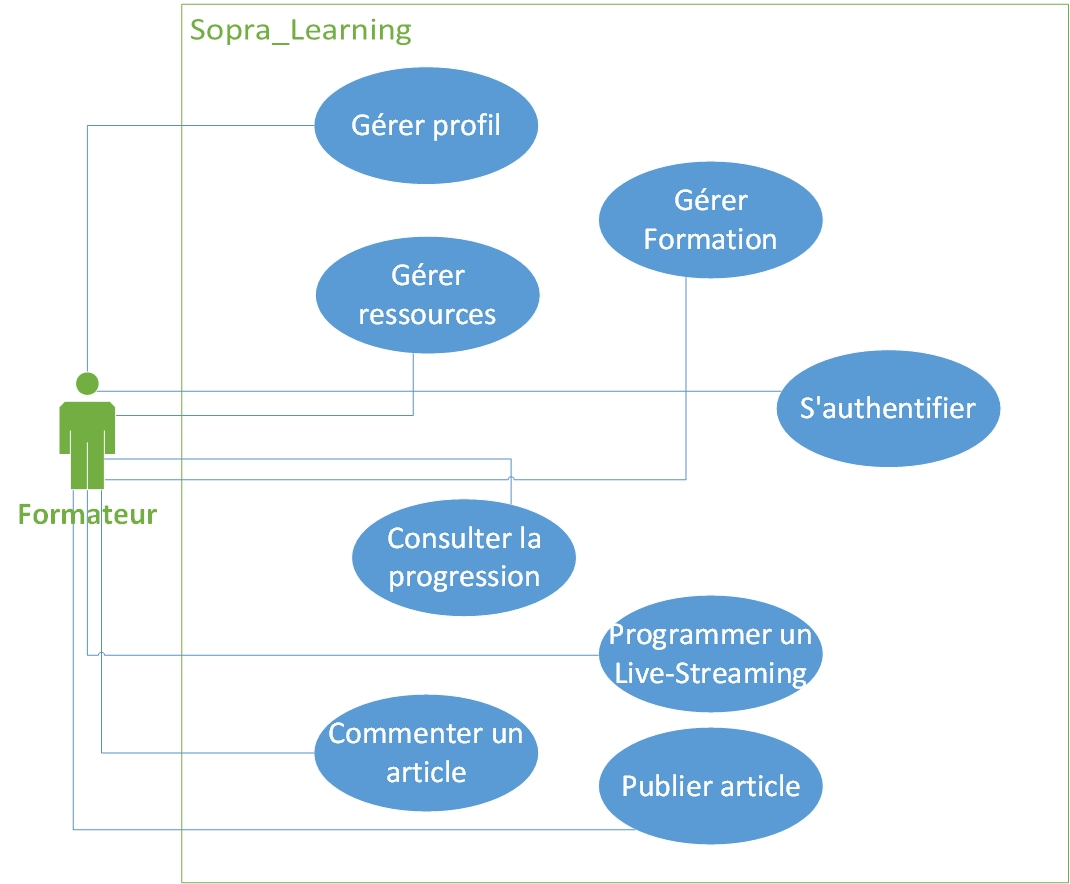 Sopra_Learning
Gérer profil
Gérer
Formation
Gérer
ressources
S'authentifier
Formateur
Consulter la
progression
Programmer un
Live-Streaming
Commenter un
article
Publier article